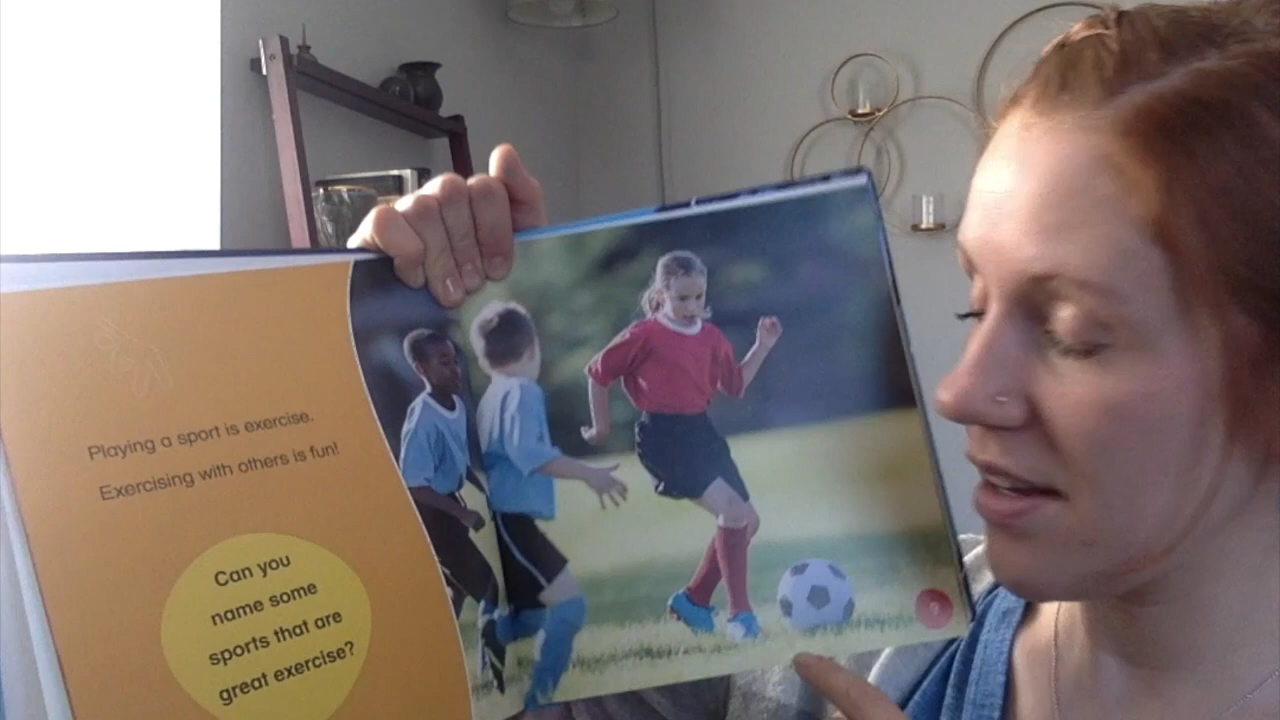 Playing a sport is exercise.
Exercising with others is fun!
Can you
name some
sports that are
great exercise?